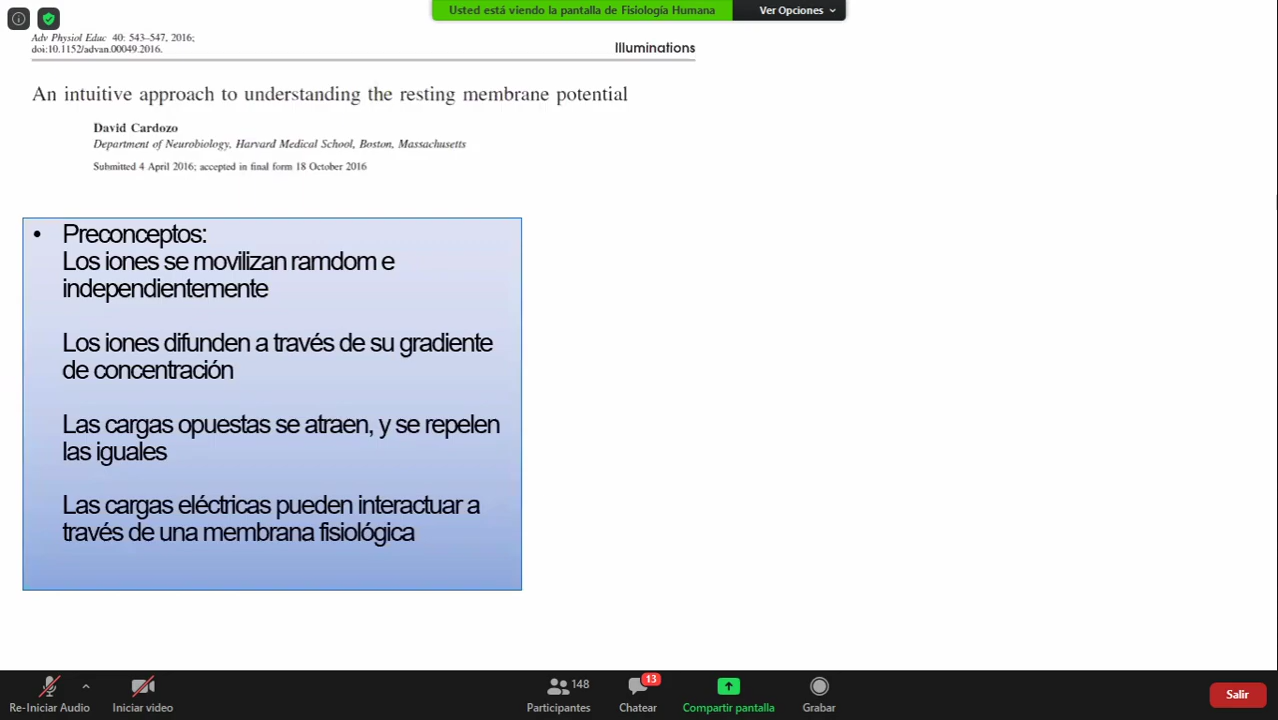 Usted está viendo la pantalla de Fisiología Humana
Ver Opciones
Adv Physiol Educ 40: 543–547, 2016;
doi:10.1152/advan.00049.2016.
Illuminations
An intuitive approach to understanding the resting membrane potential
David Cardozo
Department of Neurobiology, Harvard Medical School, Boston, Massachusetts
Submitted 4 April 2016; accepted in final form 18 October 2016
• Preconceptos:
Los iones se movilizan ramdom e
independientemente
Los iones difunden a través de su gradiente
de concentración
Las cargas opuestas se atraen, y se repelen
las iguales
Las cargas eléctricas pueden interactuar a
través de una membrana fisiológica
148
13
Re-Iniciar Audio
Iniciar video
Participantes
Chatear
Compartir pantalla
Grabar
Salir